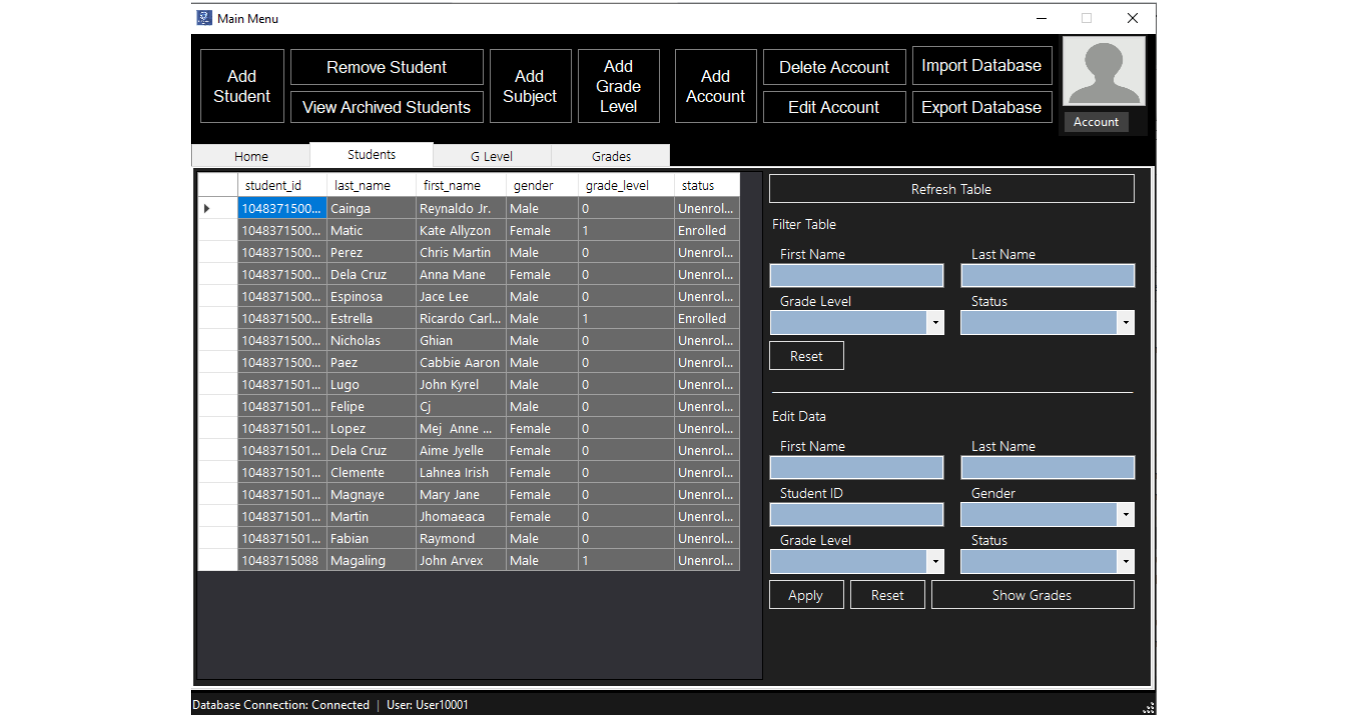 Main Menu
Add Student
Remove Student
View Archived Students
Add Subject
Add Grade Level
Add Account
Delete Account
Edit Account
Import Database
Export Database
Account
Home Students G Level Grades
student_id last_name first_name gender grade_level status
1048371500... Cainga Reynaldo Jr. Male 0 Unenrol...
1048371500... Matic Kate Allyzon Female 1 Enrolled
1048371500... Perez Chris Martin Male 0 Unenrol...
1048371500... Dela Cruz Anna Mane Female 0 Unenrol...
1048371500... Espinosa Jace Lee Male 0 Unenrol...
1048371500... Estrella Ricardo Carl... Male 1 Enrolled
1048371500... Nicholas Ghian Male 0 Unenrol...
1048371500... Paez Cabbie Aaron Male 0 Unenrol...
1048371501... Lugo John Kyrel Male 0 Unenrol...
1048371501... Felipe Cj Male 0 Unenrol...
1048371501... Lopez Mej Anne ... Female 0 Unenrol...
1048371501... Dela Cruz Aime Jyelle Female 0 Unenrol...
1048371501... Clemente Lahnea Irish Female 0 Unenrol...
1048371501... Magnaye Mary Jane Female 0 Unenrol...
1048371501... Martin Jhomaeaca Female 0 Unenrol...
1048371501... Fabian Raymond Male 0 Unenrol...
10483715088 Magaling John Arvex Male 1 Unenrol...
Refresh Table
Filter Table
First Name Last Name
Grade Level Status
Reset
Edit Data
First Name Last Name
Student ID Gender
Grade Level Status
Apply Reset Show Grades
Database Connection: Connected | User: User10001